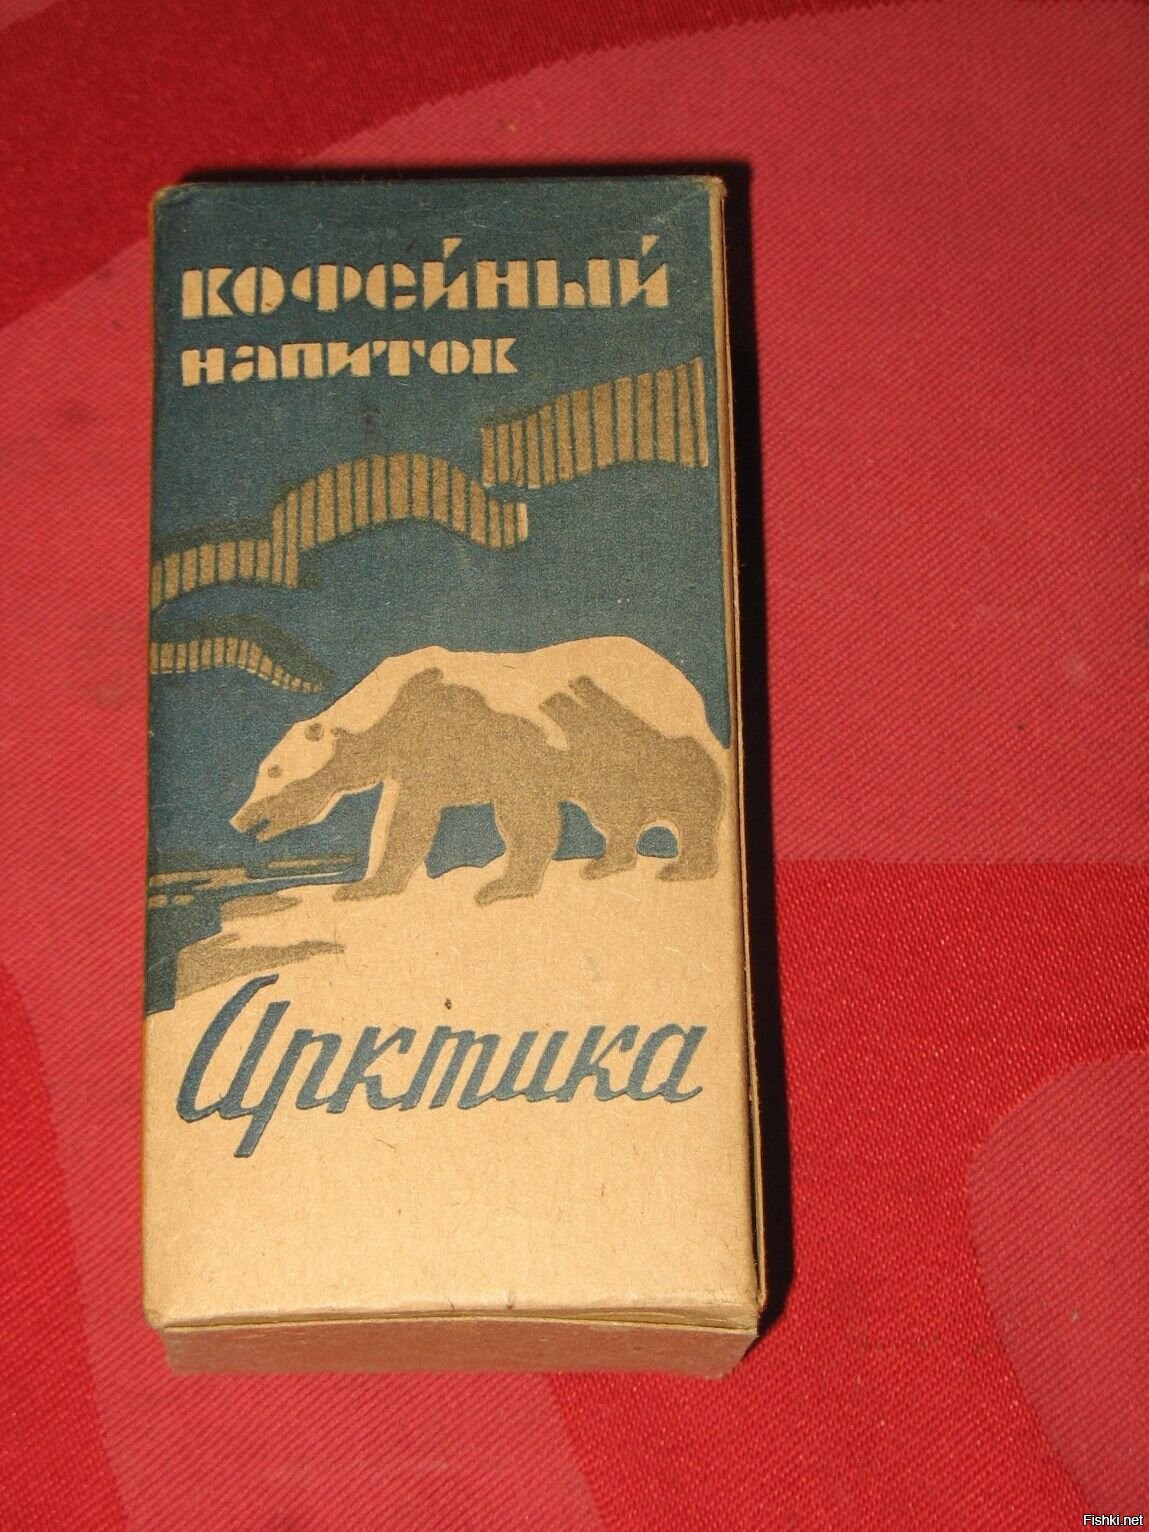 кофейный
напиток
Арктика
Fishki.net